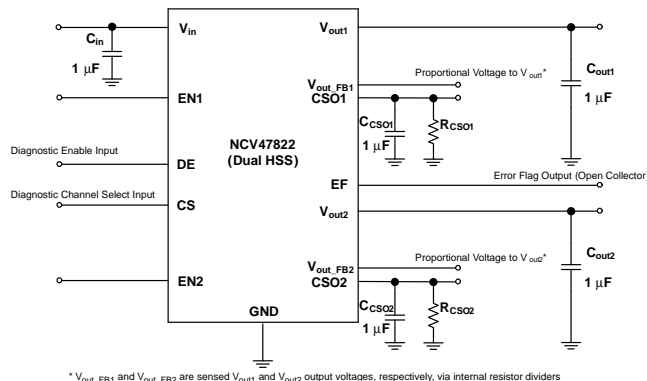 Vin
Cin
1 μF
EN1
Diagnostic Enable Input
DE
Diagnostic Channel Select Input
CS
EN2
NCV47822
(Dual HSS)
GND
Vout1
Vout_FB1
Proportional Voltage to Vout1*
CSO1
CCSO1
1 μF
RCSO1
Cout1
1 μF
EF
Error Flag Output (Open Collector)
Vout2
Vout_FB2
Proportional Voltage to Vout2*
CSO2
CCSO2
1 μF
RCSO2
Cout2
1 μF
* Vout_FB1 and Vout_FB2 are sensed Vout1 and Vout2 output voltages, respectively, via internal resistor dividers